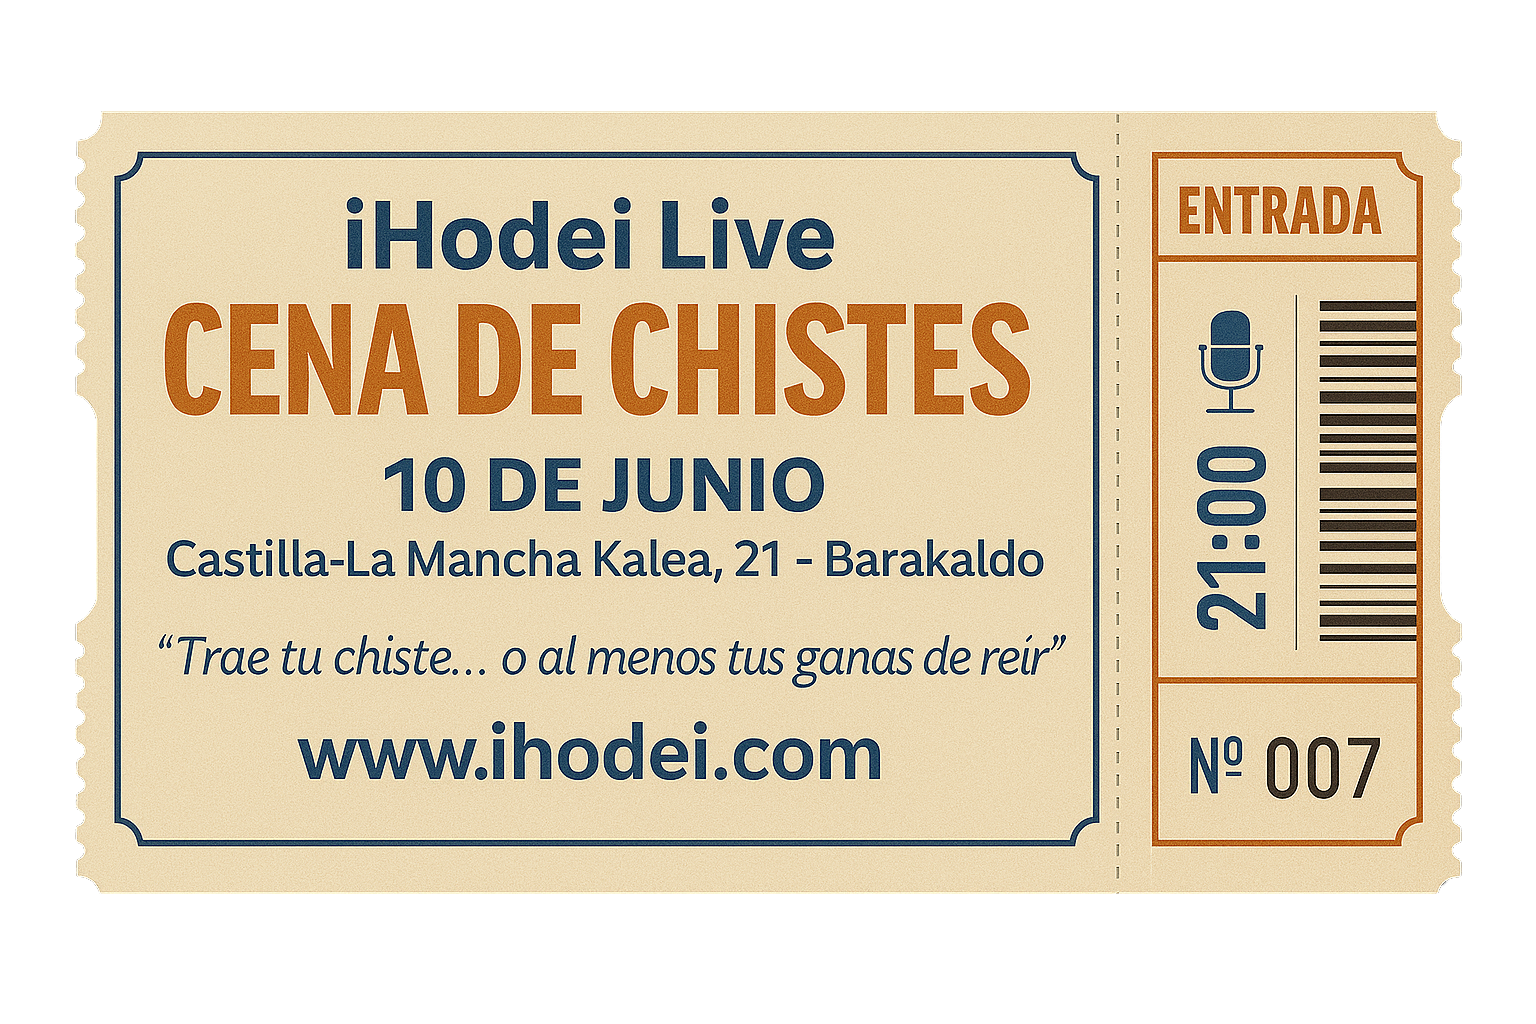 iHodei Live
CENA DE CHISTES
10 DE JUNIO
Castilla-La Mancha Kalea, 21 - Barakaldo
“Trae tu chiste... o al menos tus ganas de reír”
www.ihodei.com
ENTRADA
21:00
Nº 007